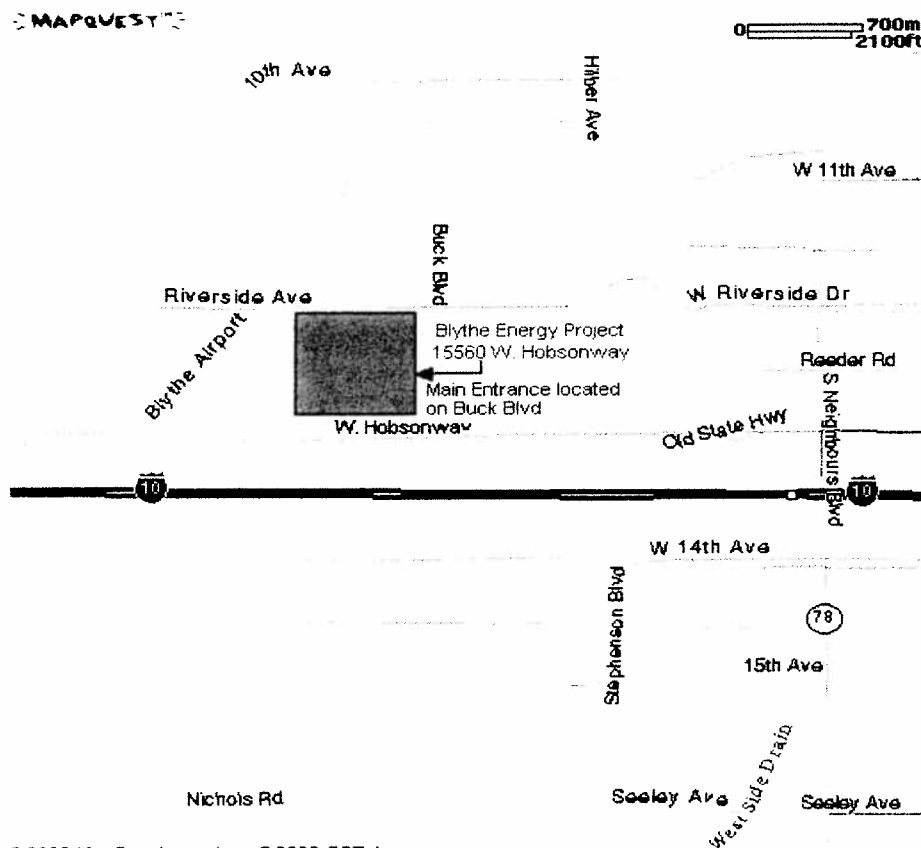 MAPQUEST
0 700m
2100ft
10th Ave
Hilber Ave
W 11th Ave
Buck Blvd
Riverside Ave
W Riverside Dr
Blythe Airport
Blythe Energy Project
15560 W. Hobsonway
Main Entrance located
on Buck Blvd
Reeder Rd
S Neighbours Blvd
W. Hobsonway
Old State Hwy
10
10
W 14th Ave
Stephenson Blvd
78
15th Ave
West Side Drain
Nichols Rd
Seeley Ave
Seeley Ave